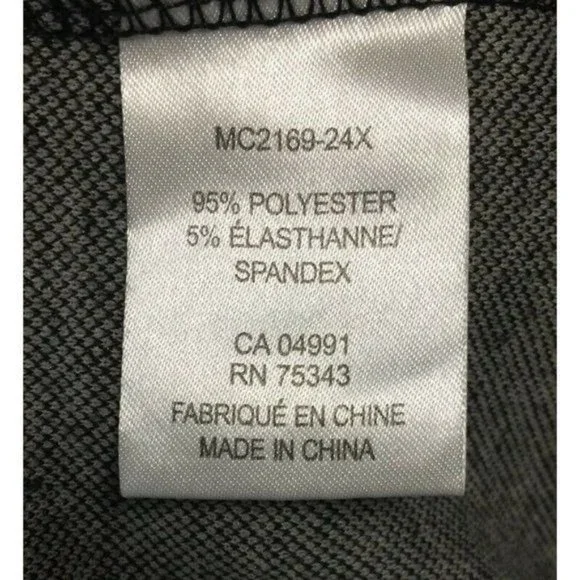 MC2169-24X
95% POLYESTER
5% ÉLASTHANNE/
SPANDEX
CA 04991
RN 75343
FABRIQUÉ EN CHINE
MADE IN CHINA